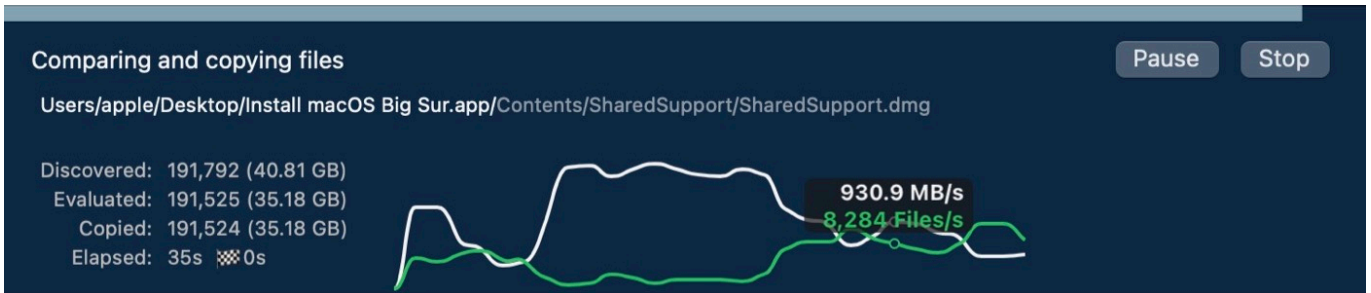 Comparing and copying files
Pause
Stop
Users/apple/Desktop/Install macOS Big Sur.app/Contents/SharedSupport/SharedSupport.dmg
Discovered: 191,792 (40.81 GB)
Evaluated: 191,525 (35.18 GB)
Copied: 191,524 (35.18 GB)
Elapsed: 35s 🏁 0s
930.9 MB/s
8,284 Files/s